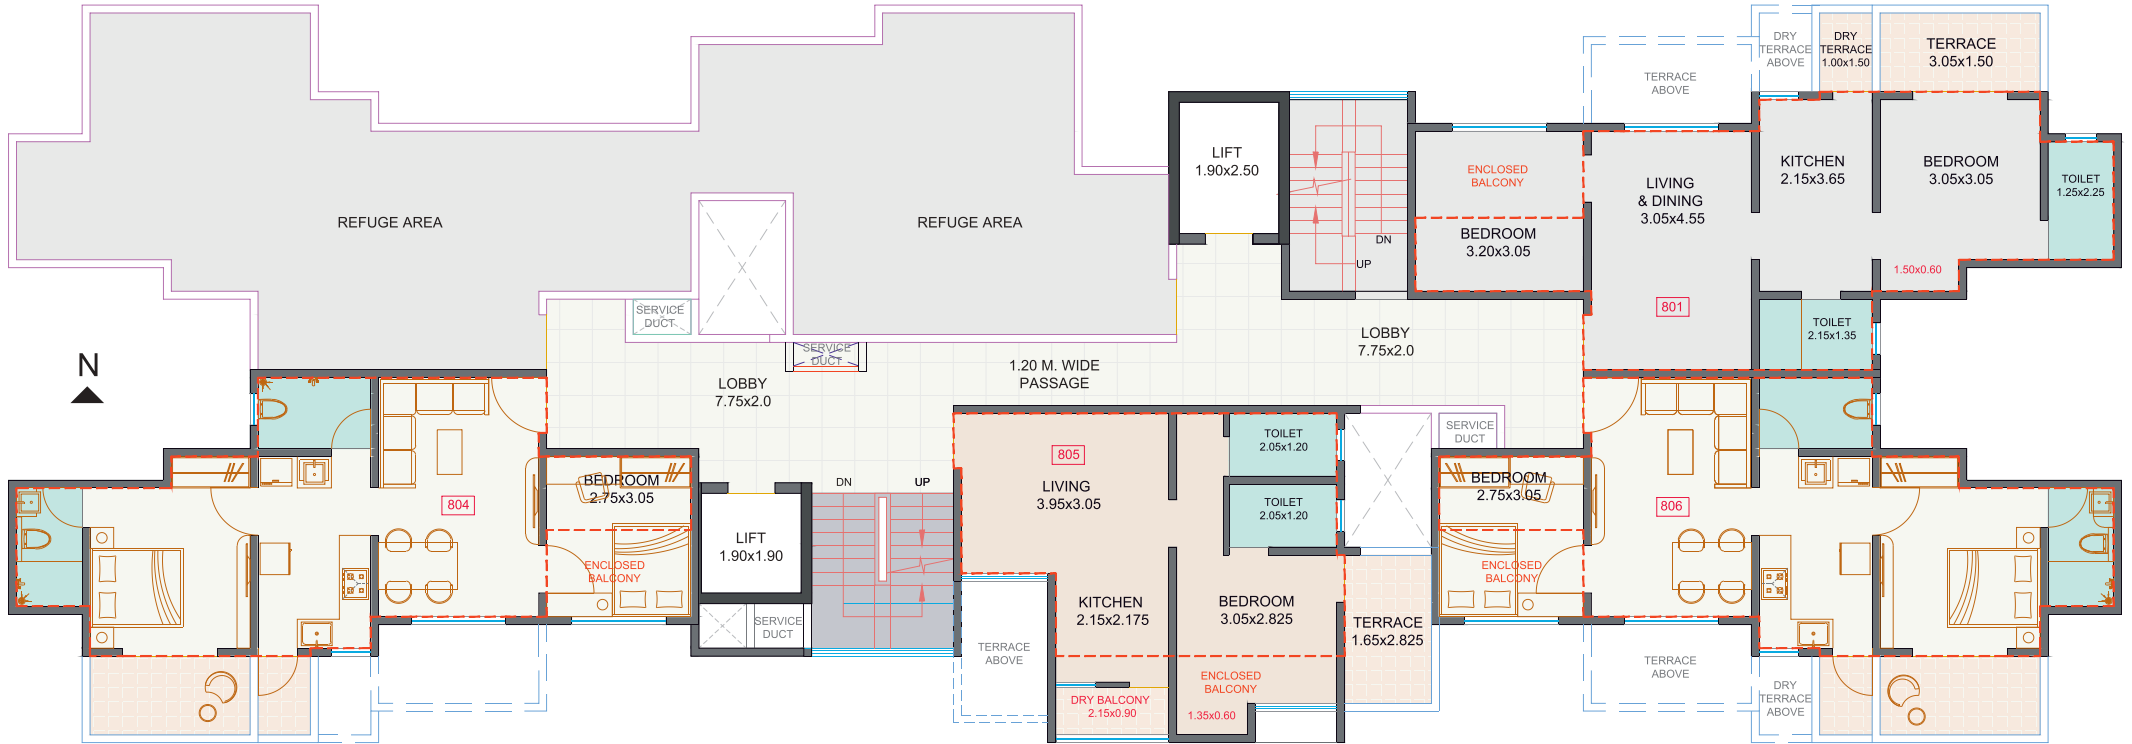 DRY
TERRACE
ABOVE
DRY
TERRACE
1.00x1.50
TERRACE
3.05x1.50
TERRACE
ABOVE
LIFT
1.90x2.50
ENCLOSED
BALCONY
BEDROOM
3.20x3.05
LIVING
& DINING
3.05x4.55
KITCHEN
2.15x3.65
BEDROOM
3.05x3.05
TOILET
1.25x2.25
REFUGE AREA
REFUGE AREA
DN
UP
1.50x0.60
801
TOILET
2.15x1.35
SERVICE
DUCT
SERVICE
DUCT
LOBBY
7.75x2.0
N
1.20 M. WIDE
PASSAGE
LOBBY
7.75x2.0
805
LIVING
3.95x3.05
TOILET
2.05x1.20
TOILET
2.05x1.20
SERVICE
DUCT
804
BEDROOM
2.75x3.05
DN
UP
BEDROOM
2.75x3.05
806
LIFT
1.90x1.90
ENCLOSED
BALCONY
ENCLOSED
BALCONY
SERVICE
DUCT
KITCHEN
2.15x2.175
BEDROOM
3.05x2.825
TERRACE
1.65x2.825
TERRACE
ABOVE
TERRACE
ABOVE
ENCLOSED
BALCONY
DRY BALCONY
2.15x0.90
1.35x0.60
DRY
TERRACE
ABOVE